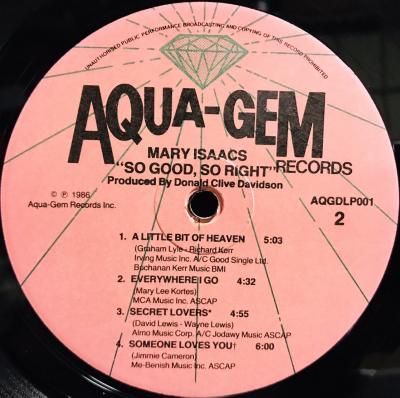 UNAUTHORISED PUBLIC PERFORMANCE BROADCASTING AND COPYING OF THIS RECORD PROHIBITED
AQUA-GEM
RECORDS
MARY ISAACS
"SO GOOD, SO RIGHT"
Produced By Donald Clive Davidson
© ℗ 1986
Aqua-Gem Records Inc.
AQGDLP001
2
1. A LITTLE BIT OF HEAVEN 5:03
(Graham Lyle - Richard Kerr)
Irving Music Inc. A/C Good Single Ltd.
Buchanan Kerr Music BMI
2. EVERYWHERE I GO 4:32
(Mary Lee Kortes)
MCA Music Inc. ASCAP
3. SECRET LOVERS* 4:55
(David Lewis - Wayne Lewis)
Almo Music Corp. A/C Jodaway Music ASCAP
4. SOMEONE LOVES YOU† 6:00
(Jimmie Cameron)
Me-Benish Music Inc. ASCAP